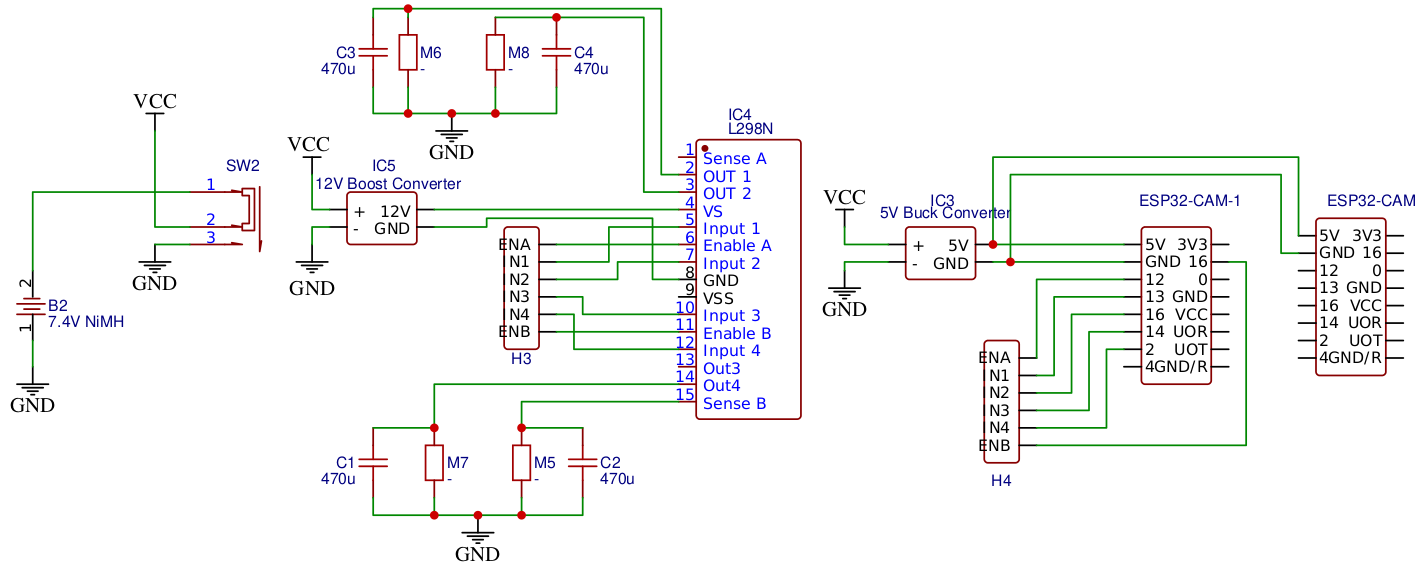 C3
470u
M6
-
M8
-
C4
470u
GND
VCC
SW2
1
2
3
GND
2
B2
7.4V NiMH
1
GND
VCC
IC5
12V Boost Converter
+ 12V
- GND
GND
ENA
N1
N2
N3
N4
ENB
H3
IC4
L298N
1 Sense A
2 OUT 1
3 OUT 2
4 VS
5 Input 1
6 Enable A
7 Input 2
8 GND
9 VSS
10 Input 3
11 Enable B
12 Input 4
13 Out3
14 Out4
15 Sense B
C1
470u
M7
-
M5
-
C2
470u
GND
VCC
IC3
5V Buck Converter
+ 5V
- GND
GND
ESP32-CAM-1
5V 3V3
GND 16
12 0
13 GND
16 VCC
14 UOR
2 UOT
4GND/R
ENA
N1
N2
N3
N4
ENB
H4
ESP32-CAM
5V 3V3
GND 16
12 0
13 GND
16 VCC
14 UOR
2 UOT
4GND/R